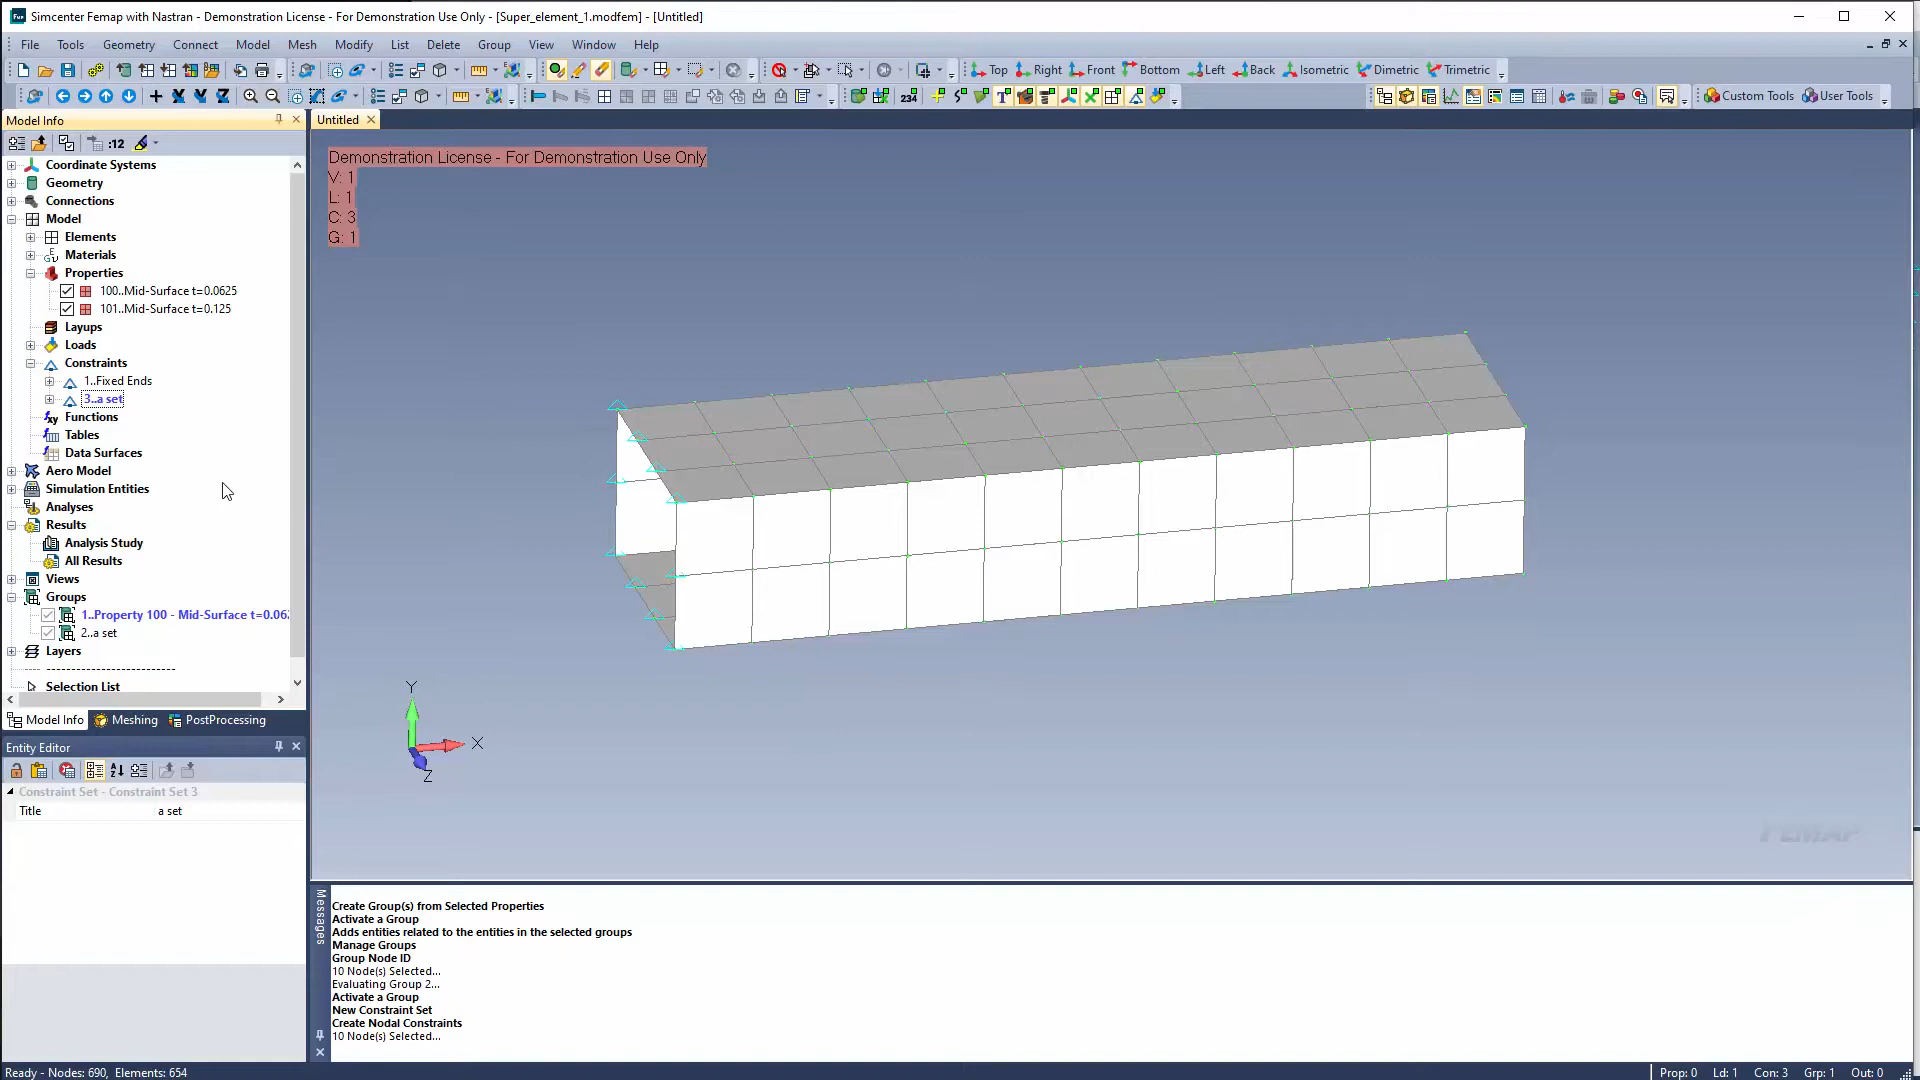 Simcenter Femap with Nastran - Demonstration License - For Demonstration Use Only - [Super_element_1.modfem] - [Untitled]
File Tools Geometry Connect Model Mesh Modify List Delete Group View Window Help
Top Right Front Bottom Left Back Isometric Dimetric Trimetric
234 Custom Tools User Tools
Model Info
Untitled
:12
Coordinate Systems
Geometry
Connections
Model
Elements
Materials
Properties
100..Mid-Surface t=0.0625
101..Mid-Surface t=0.125
Layups
Loads
Constraints
1..Fixed Ends
3..a set
Functions
Tables
Data Surfaces
Aero Model
Simulation Entities
Analyses
Results
Analysis Study
All Results
Views
Groups
1..Property 100 - Mid-Surface t=0.062
2..a set
Layers
Selection List
Model Info Meshing PostProcessing
Entity Editor
Constraint Set - Constraint Set 3
Title a set
Demonstration License - For Demonstration Use Only
V: 1
L: 1
C: 3
G: 1
Y
X
Z
FEMAP
Messages
Create Group(s) from Selected Properties
Activate a Group
Adds entities related to the entities in the selected groups
Manage Groups
Group Node ID
10 Node(s) Selected...
Evaluating Group 2...
Activate a Group
New Constraint Set
Create Nodal Constraints
10 Node(s) Selected...
Ready - Nodes: 690, Elements: 654
Prop: 0 Ld: 1 Con: 3 Grp: 1 Out: 0